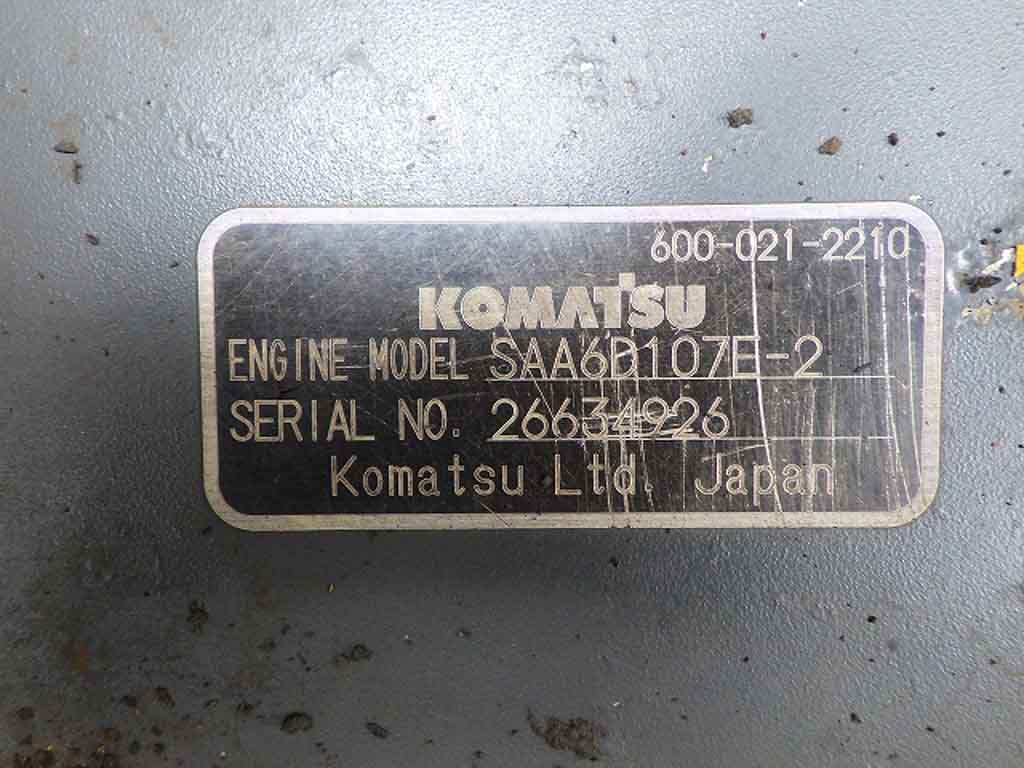 600-021-2210
KOMATSU
ENGINE MODEL SAA6D107E-2
SERIAL NO. 26634926
Komatsu Ltd. Japan